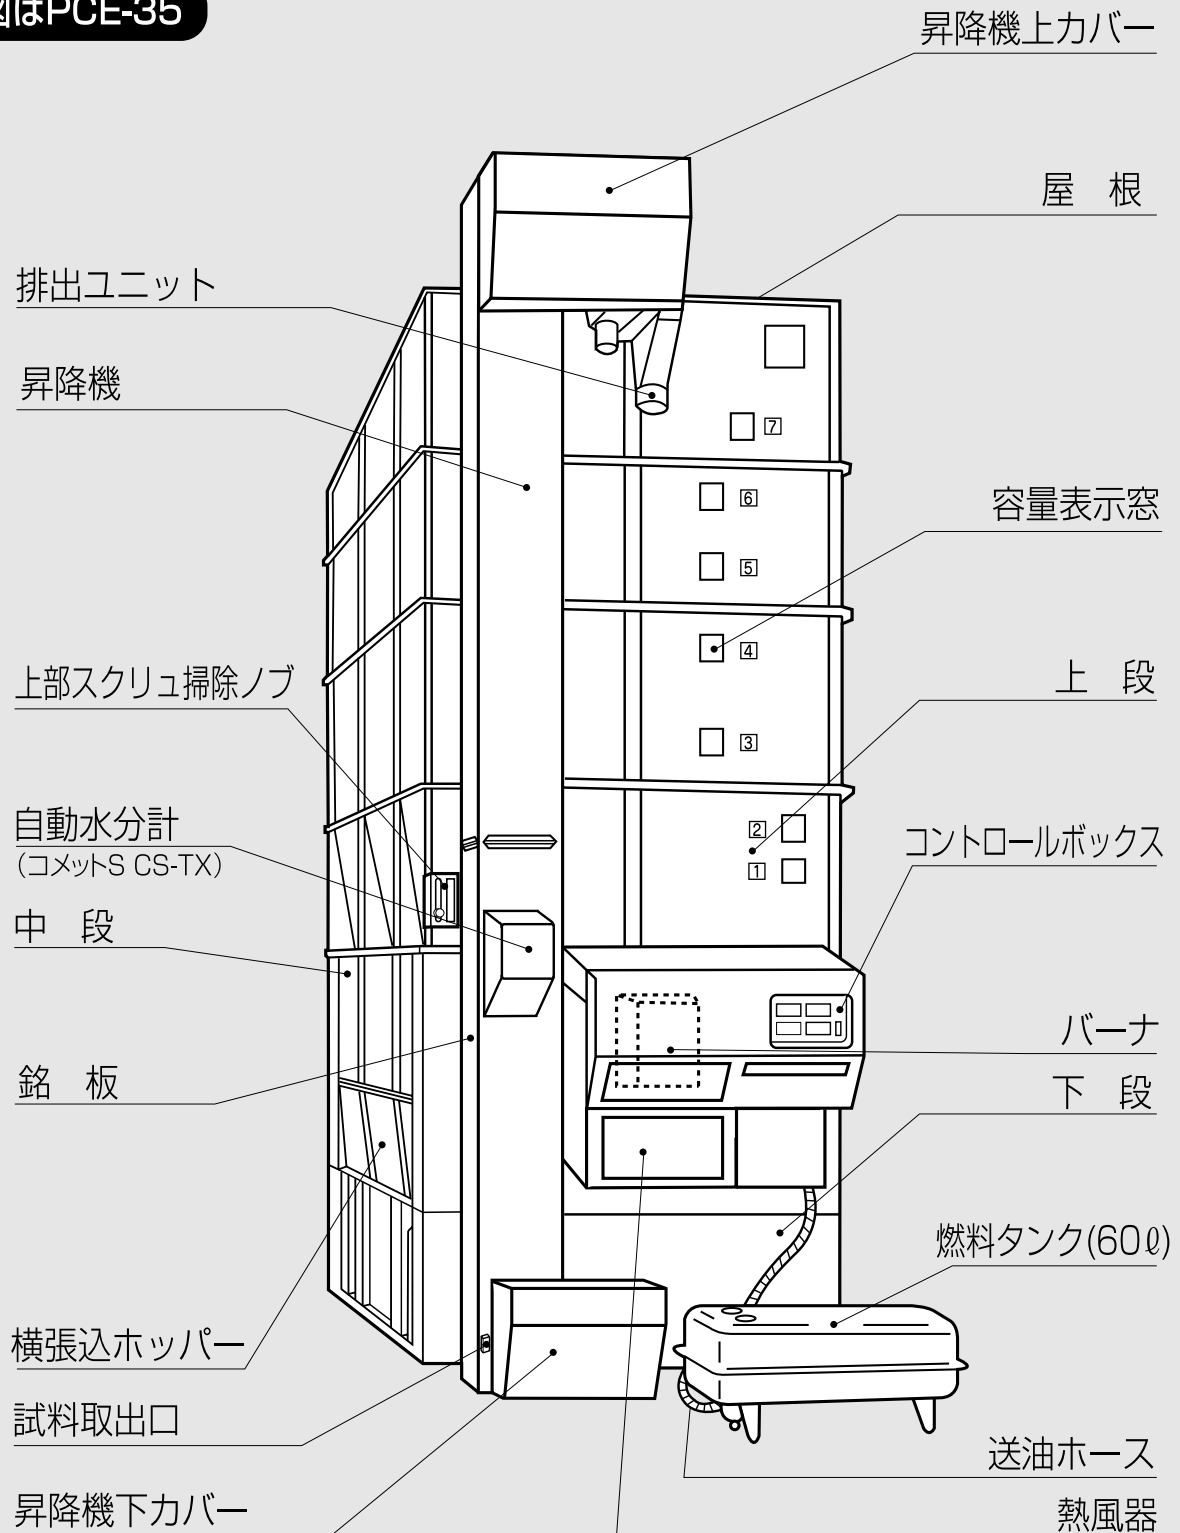 図はPCE-35
昇降機上カバー
屋　根
排出ユニット
昇降機
7
6
容量表示窓
5
4
上部スクリュ掃除ノブ
上　段
3
自動水分計
(コメットS CS-TX)
2
コントロールボックス
1
中　段
バーナ
銘　板
下　段
燃料タンク(60ℓ)
横張込ホッパー
試料取出口
送油ホース
昇降機下カバー
熱風器